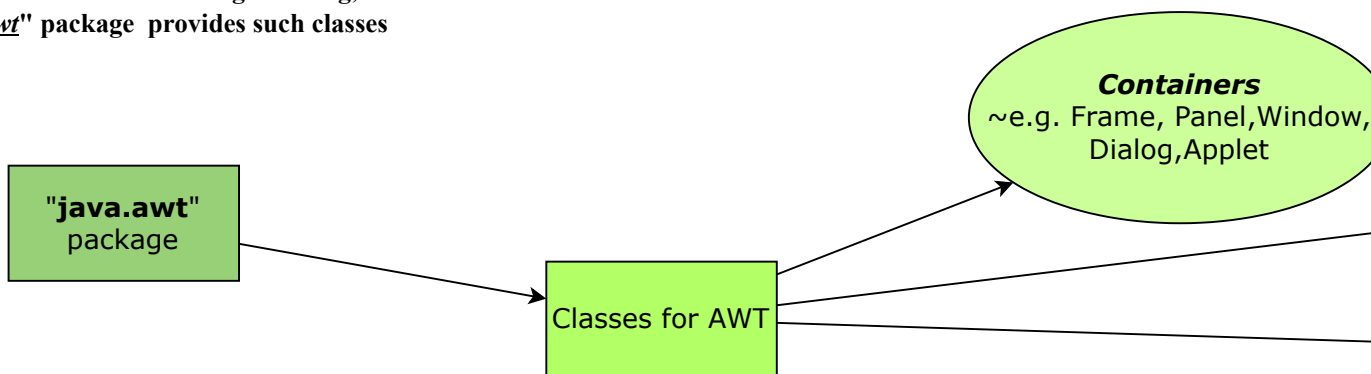 wt" package provides such classes
Containers
~e.g. Frame, Panel,Window,
Dialog,Applet
"java.awt"
package
Classes for AWT